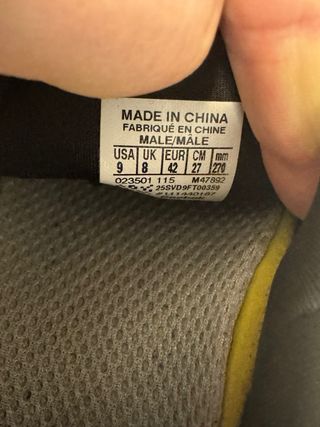 MADE IN CHINA
FABRIQUÉ EN CHINE
MALE/MÂLE
USA UK EUR CM mm
9 8 42 27 270
023501 115 M47892
25SVD9FT00359